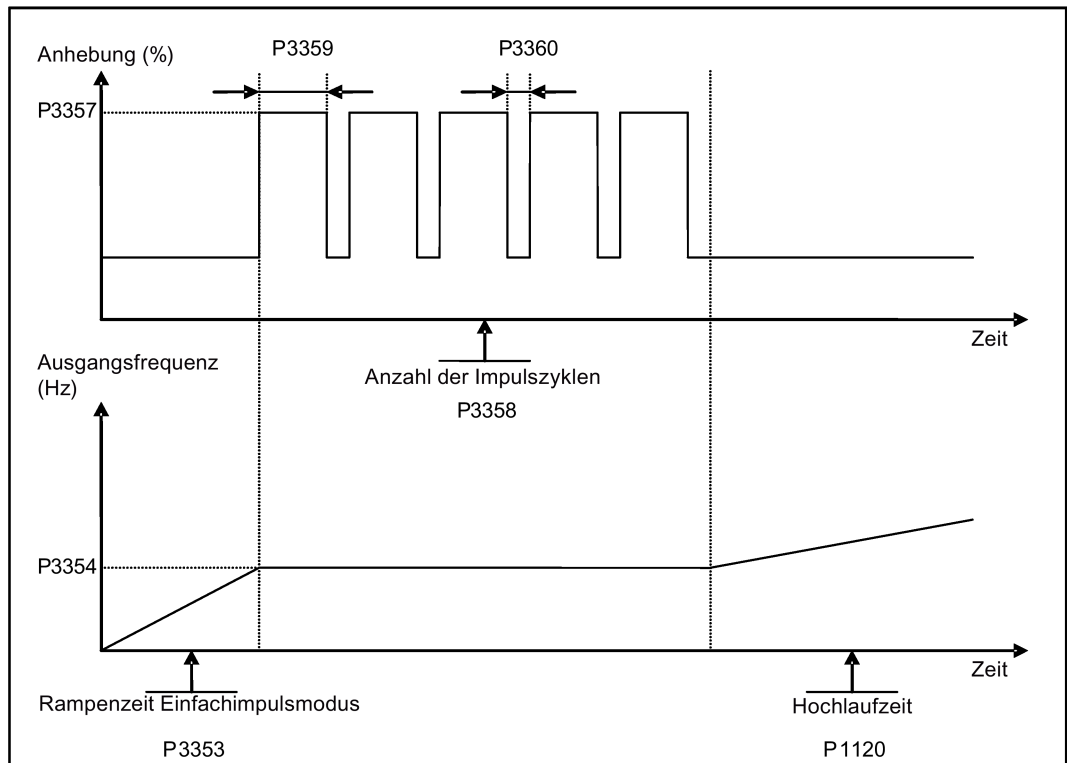 P3359
P3360
Anhebung (%)
P3357
Zeit
Ausgangsfrequenz
(Hz)
Anzahl der Impulszyklen
P3358
P3354
Zeit
Rampenzeit Einfachimpulsmodus
Hochlaufzeit
P3353
P1120